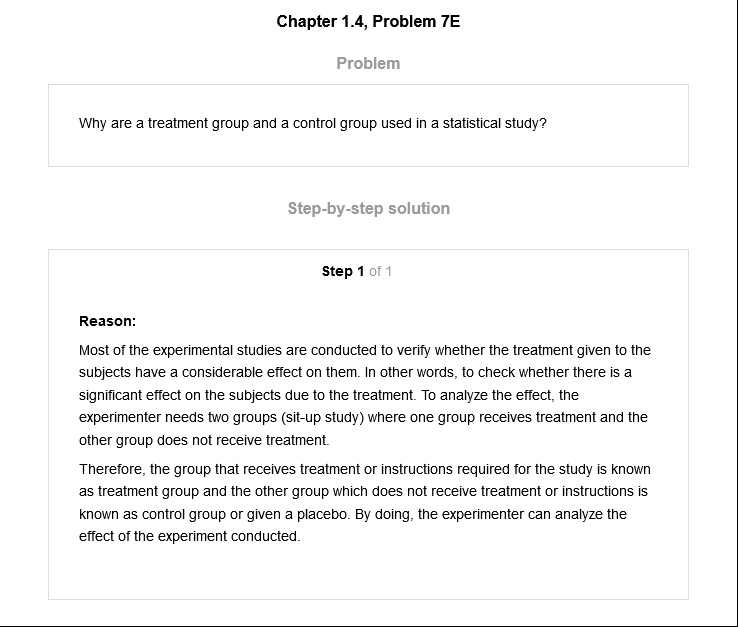 Chapter 1.4, Problem 7E
Problem
Why are a treatment group and a control group used in a statistical study?
Step-by-step solution
Step 1 of 1
Reason:
Most of the experimental studies are conducted to verify whether the treatment given to the
subjects have a considerable effect on them. In other words, to check whether there is a
significant effect on the subjects due to the treatment. To analyze the effect, the
experimenter needs two groups (sit-up study) where one group receives treatment and the
other group does not receive treatment.
Therefore, the group that receives treatment or instructions required for the study is known
as treatment group and the other group which does not receive treatment or instructions is
known as control group or given a placebo. By doing, the experimenter can analyze the
effect of the experiment conducted.